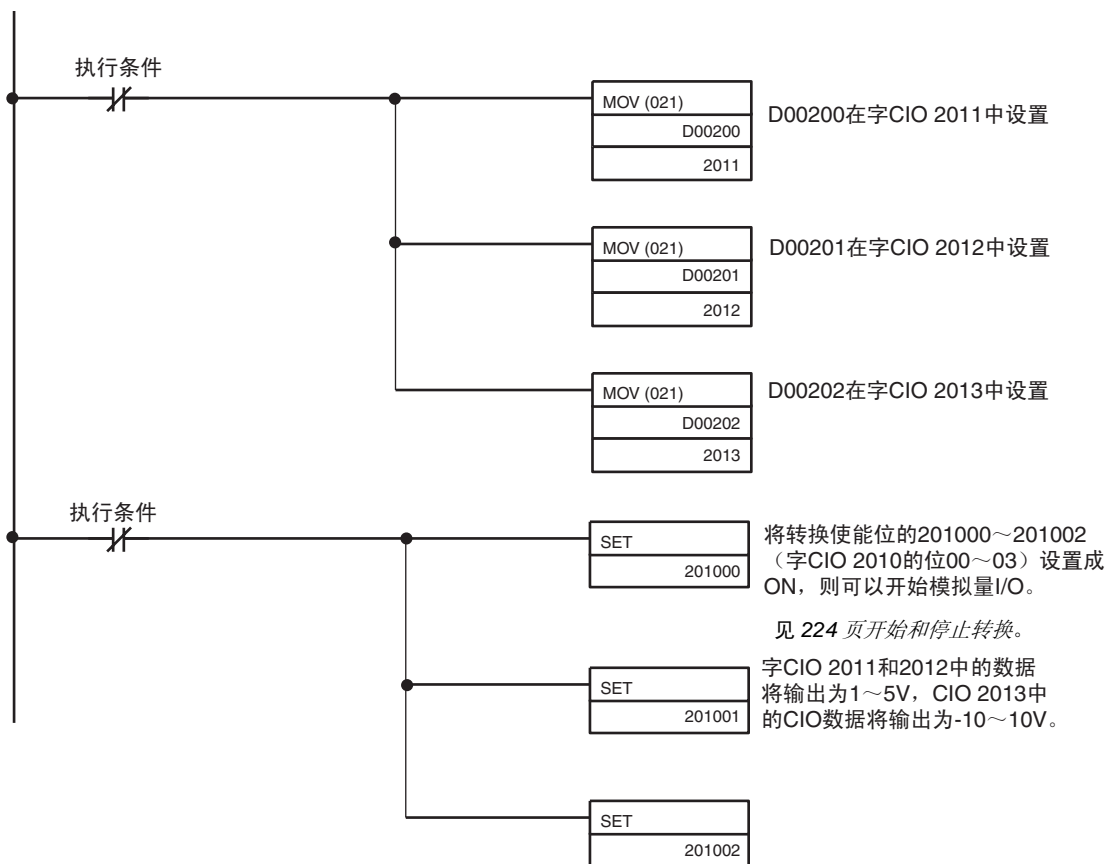 执行条件
MOV (021)
D00200
2011
D00200在字CIO 2011中设置
MOV (021)
D00201
2012
D00201在字CIO 2012中设置
MOV (021)
D00202
2013
D00202在字CIO 2013中设置
执行条件
SET
201000
将转换使能位的201000～201002
（字CIO 2010的位00～03）设置成
ON，则可以开始模拟量I/O。
见 224 页开始和停止转换。
SET
201001
字CIO 2011和2012中的数据
将输出为1～5V，CIO 2013中
的CIO数据将输出为-10～10V。
SET
201002